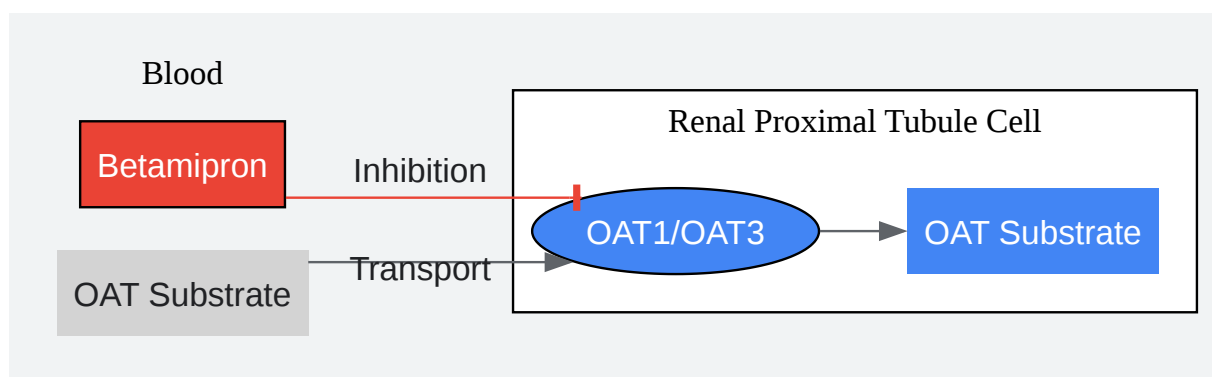 Blood
Renal Proximal Tubule Cell
Betamipron
Inhibition
OAT1/OAT3
OAT Substrate
Transport
OAT Substrate